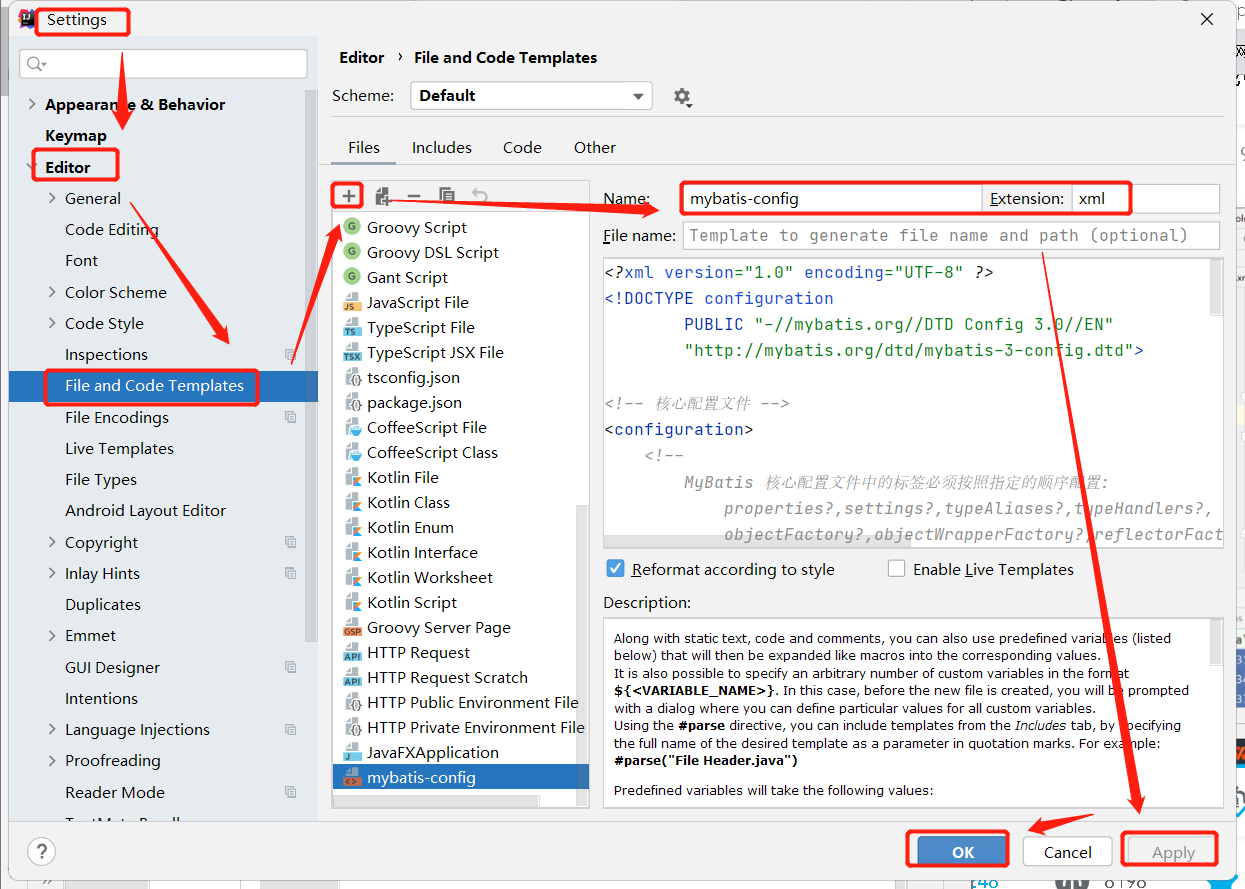 Settings
Appearance & Behavior
Keymap
Editor
General
Code Editing
Font
Color Scheme
Code Style
Inspections
File and Code Templates
File Encodings
Live Templates
File Types
Android Layout Editor
Copyright
Inlay Hints
Duplicates
Emmet
GUI Designer
Intentions
Language Injections
Proofreading
Reader Mode
Editor › File and Code Templates
Scheme: Default
Files Includes Code Other
Groovy Script
Groovy DSL Script
Gant Script
JavaScript File
TypeScript File
TypeScript JSX File
tsconfig.json
package.json
CoffeeScript File
CoffeeScript Class
Kotlin File
Kotlin Class
Kotlin Enum
Kotlin Interface
Kotlin Worksheet
Kotlin Script
Groovy Server Page
HTTP Request
HTTP Request Scratch
HTTP Public Environment File
HTTP Private Environment File
JavaFXApplication
mybatis-config
Name: mybatis-config Extension: xml
File name: Template to generate file name and path (optional)
<?xml version="1.0" encoding="UTF-8" ?>
<!DOCTYPE configuration
PUBLIC "-//mybatis.org//DTD Config 3.0//EN"
"http://mybatis.org/dtd/mybatis-3-config.dtd">
<!-- 核心配置文件 -->
<configuration>
<!--
MyBatis 核心配置文件中的标签必须按照指定的顺序配置:
properties?,settings?,typeAliases?,typeHandlers?,
objectFactory?,objectWrapperFactory?,reflectorFact
Reformat according to style
Enable Live Templates
Description:
Along with static text, code and comments, you can also use predefined variables (listed
below) that will then be expanded like macros into the corresponding values.
It is also possible to specify an arbitrary number of custom variables in the format
${<VARIABLE_NAME>}. In this case, before the new file is created, you will be prompted
with a dialog where you can define particular values for all custom variables.
Using the #parse directive, you can include templates from the Includes tab, by specifying
the full name of the desired template as a parameter in quotation marks. For example:
#parse("File Header.java")
Predefined variables will take the following values:
?
OK
Cancel
Apply